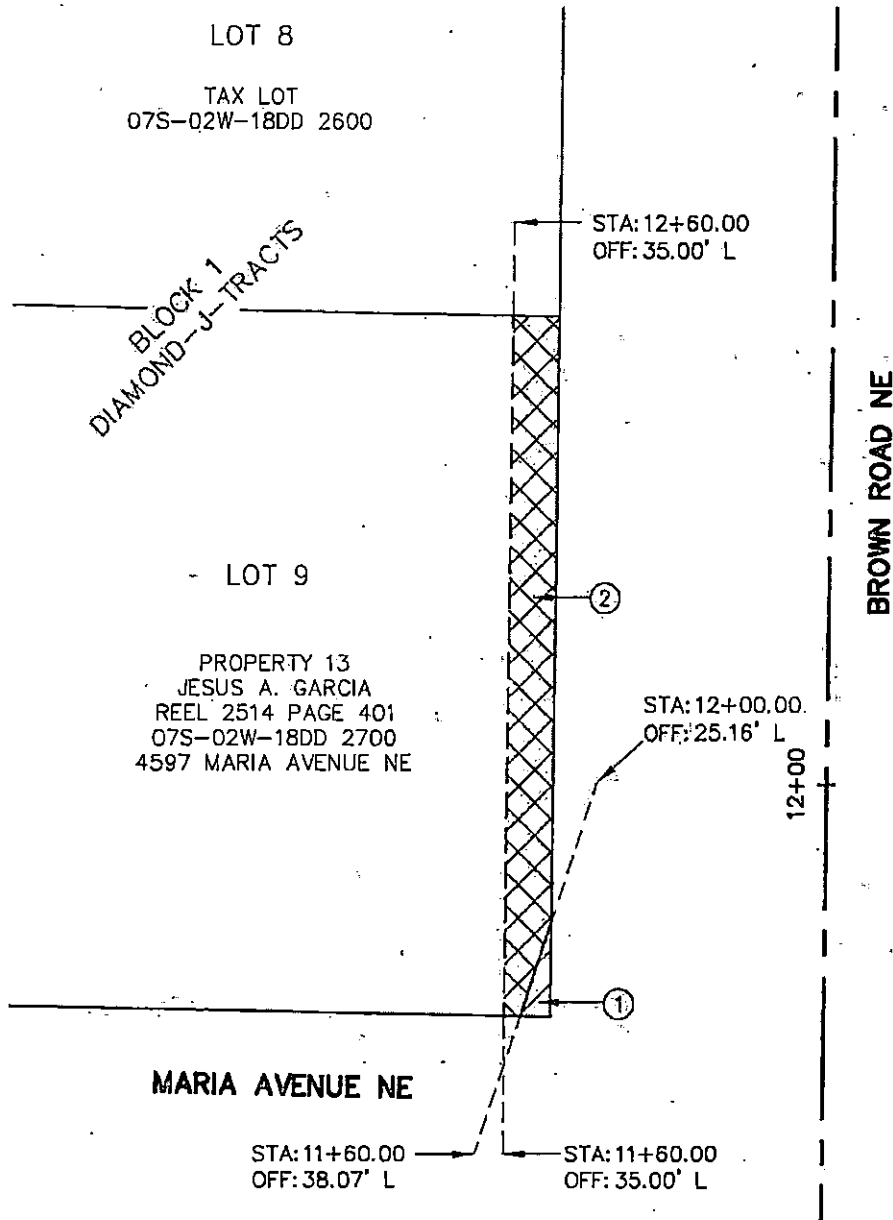 LOT 8
TAX LOT
07S-02W-18DD 2600
STA: 12+60.00
OFF: 35.00' L
BLOCK 1
DIAMOND-J-TRACTS
BROWN ROAD NE
LOT 9
2
PROPERTY 13
JESUS A. GARCIA
REEL 2514 PAGE 401
07S-02W-18DD 2700
4597 MARIA AVENUE NE
STA: 12+00.00
OFF: 25.16' L
12+00
1
MARIA AVENUE NE
STA: 11+60.00
OFF: 38.07' L
STA: 11+60.00
OFF: 35.00' L